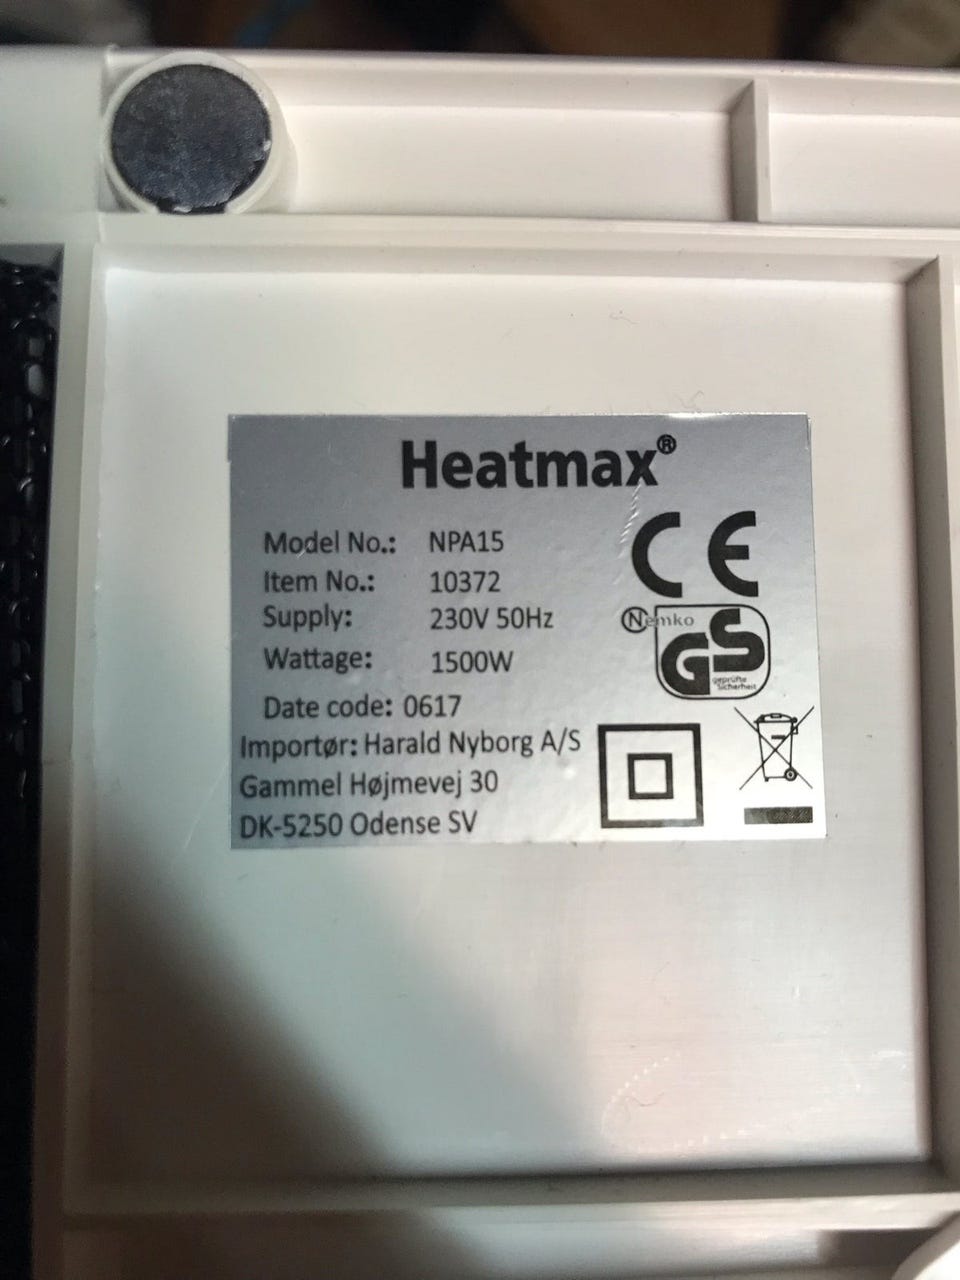 Heatmax®
Model No.: NPA15
Item No.: 10372
Supply: 230V 50Hz
Wattage: 1500W
Date code: 0617
Importør: Harald Nyborg A/S
Gammel Højmevej 30
DK-5250 Odense SV
CE
Nemko
GS
geprüfte
Sicherheit